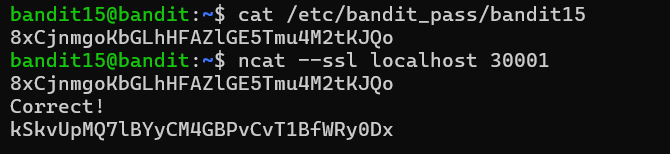 bandit15@bandit:~$ cat /etc/bandit_pass/bandit15
8xCjnmgoKbGLhHFAZlGE5Tmu4M2tKJQo
bandit15@bandit:~$ ncat --ssl localhost 30001
8xCjnmgoKbGLhHFAZlGE5Tmu4M2tKJQo
Correct!
kSkvUpMQ7lBYyCM4GBPvCvT1BfWRy0Dx